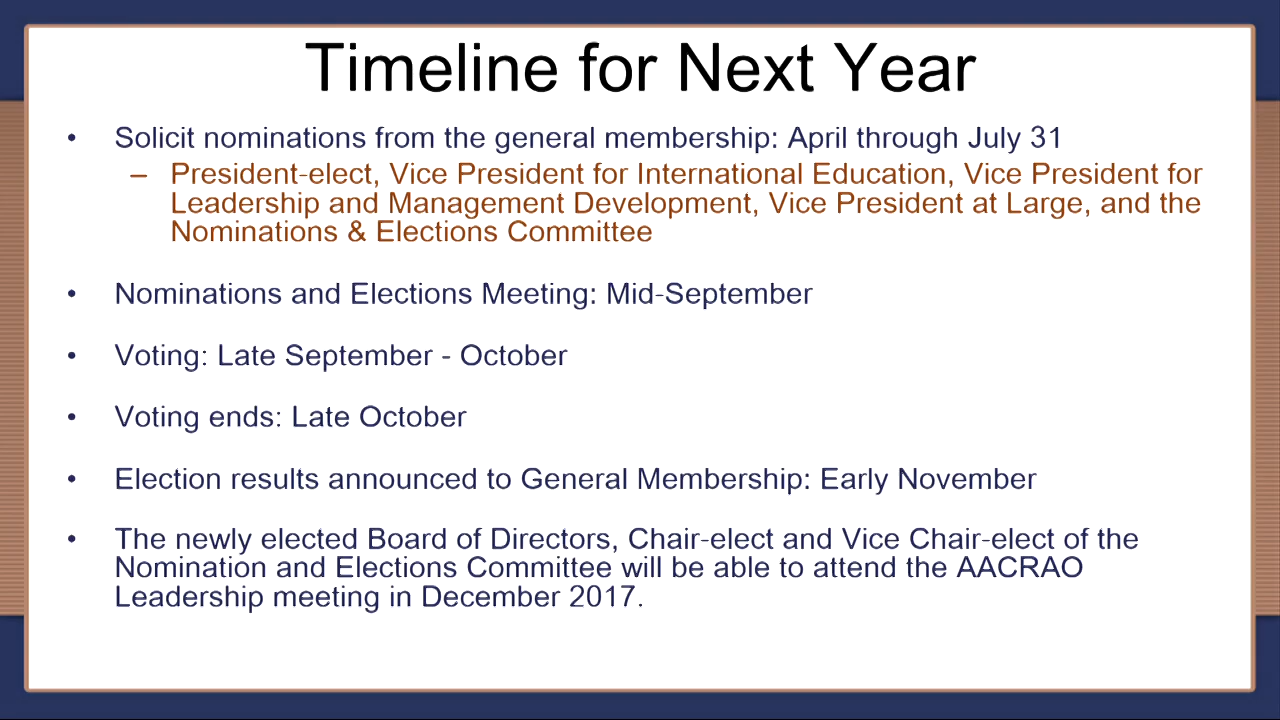 Timeline for Next Year
• Solicit nominations from the general membership: April through July 31
– President-elect, Vice President for International Education, Vice President for
Leadership and Management Development, Vice President at Large, and the
Nominations & Elections Committee
• Nominations and Elections Meeting: Mid-September
• Voting: Late September - October
• Voting ends: Late October
• Election results announced to General Membership: Early November
• The newly elected Board of Directors, Chair-elect and Vice Chair-elect of the
Nomination and Elections Committee will be able to attend the AACRAO
Leadership meeting in December 2017.